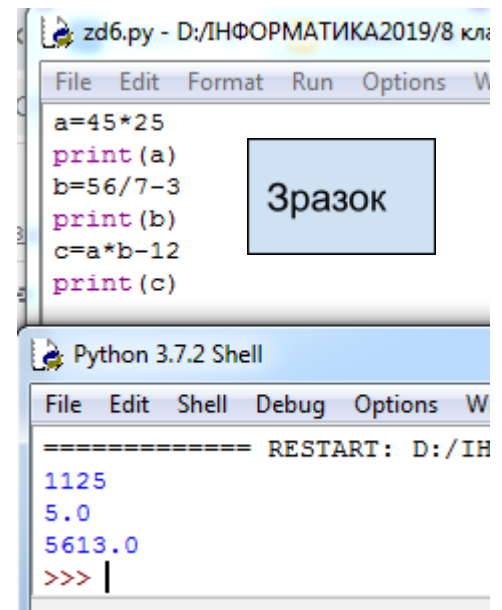 zd6.py - D:/ІНФОРМАТИКА2019/8 кла
File Edit Format Run Options W
a=45*25
print(a)
b=56/7-3
print(b)
c=a*b-12
print(c)
Зразок
Python 3.7.2 Shell
File Edit Shell Debug Options W
============= RESTART: D:/ІН
1125
5.0
5613.0
>>>